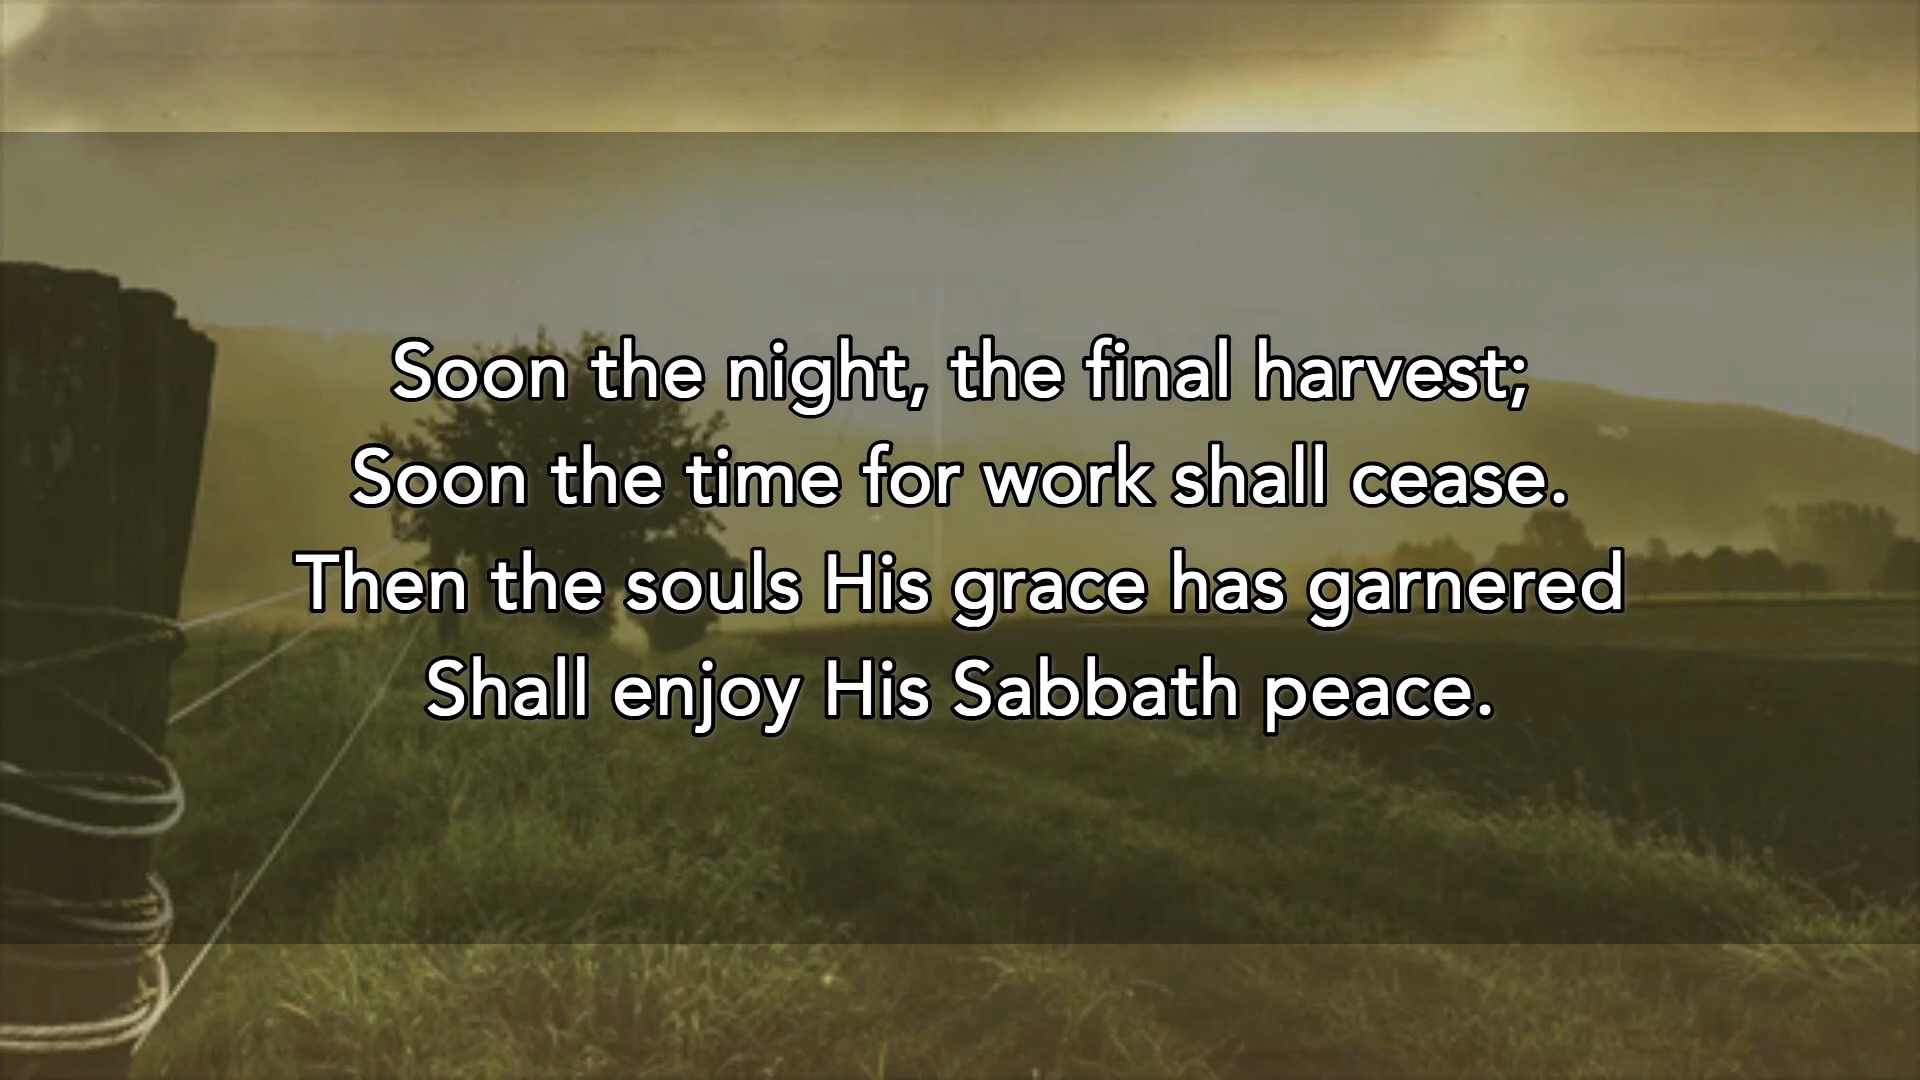 Soon the night, the final harvest;
Soon the time for work shall cease.
Then the souls His grace has garnered
Shall enjoy His Sabbath peace.